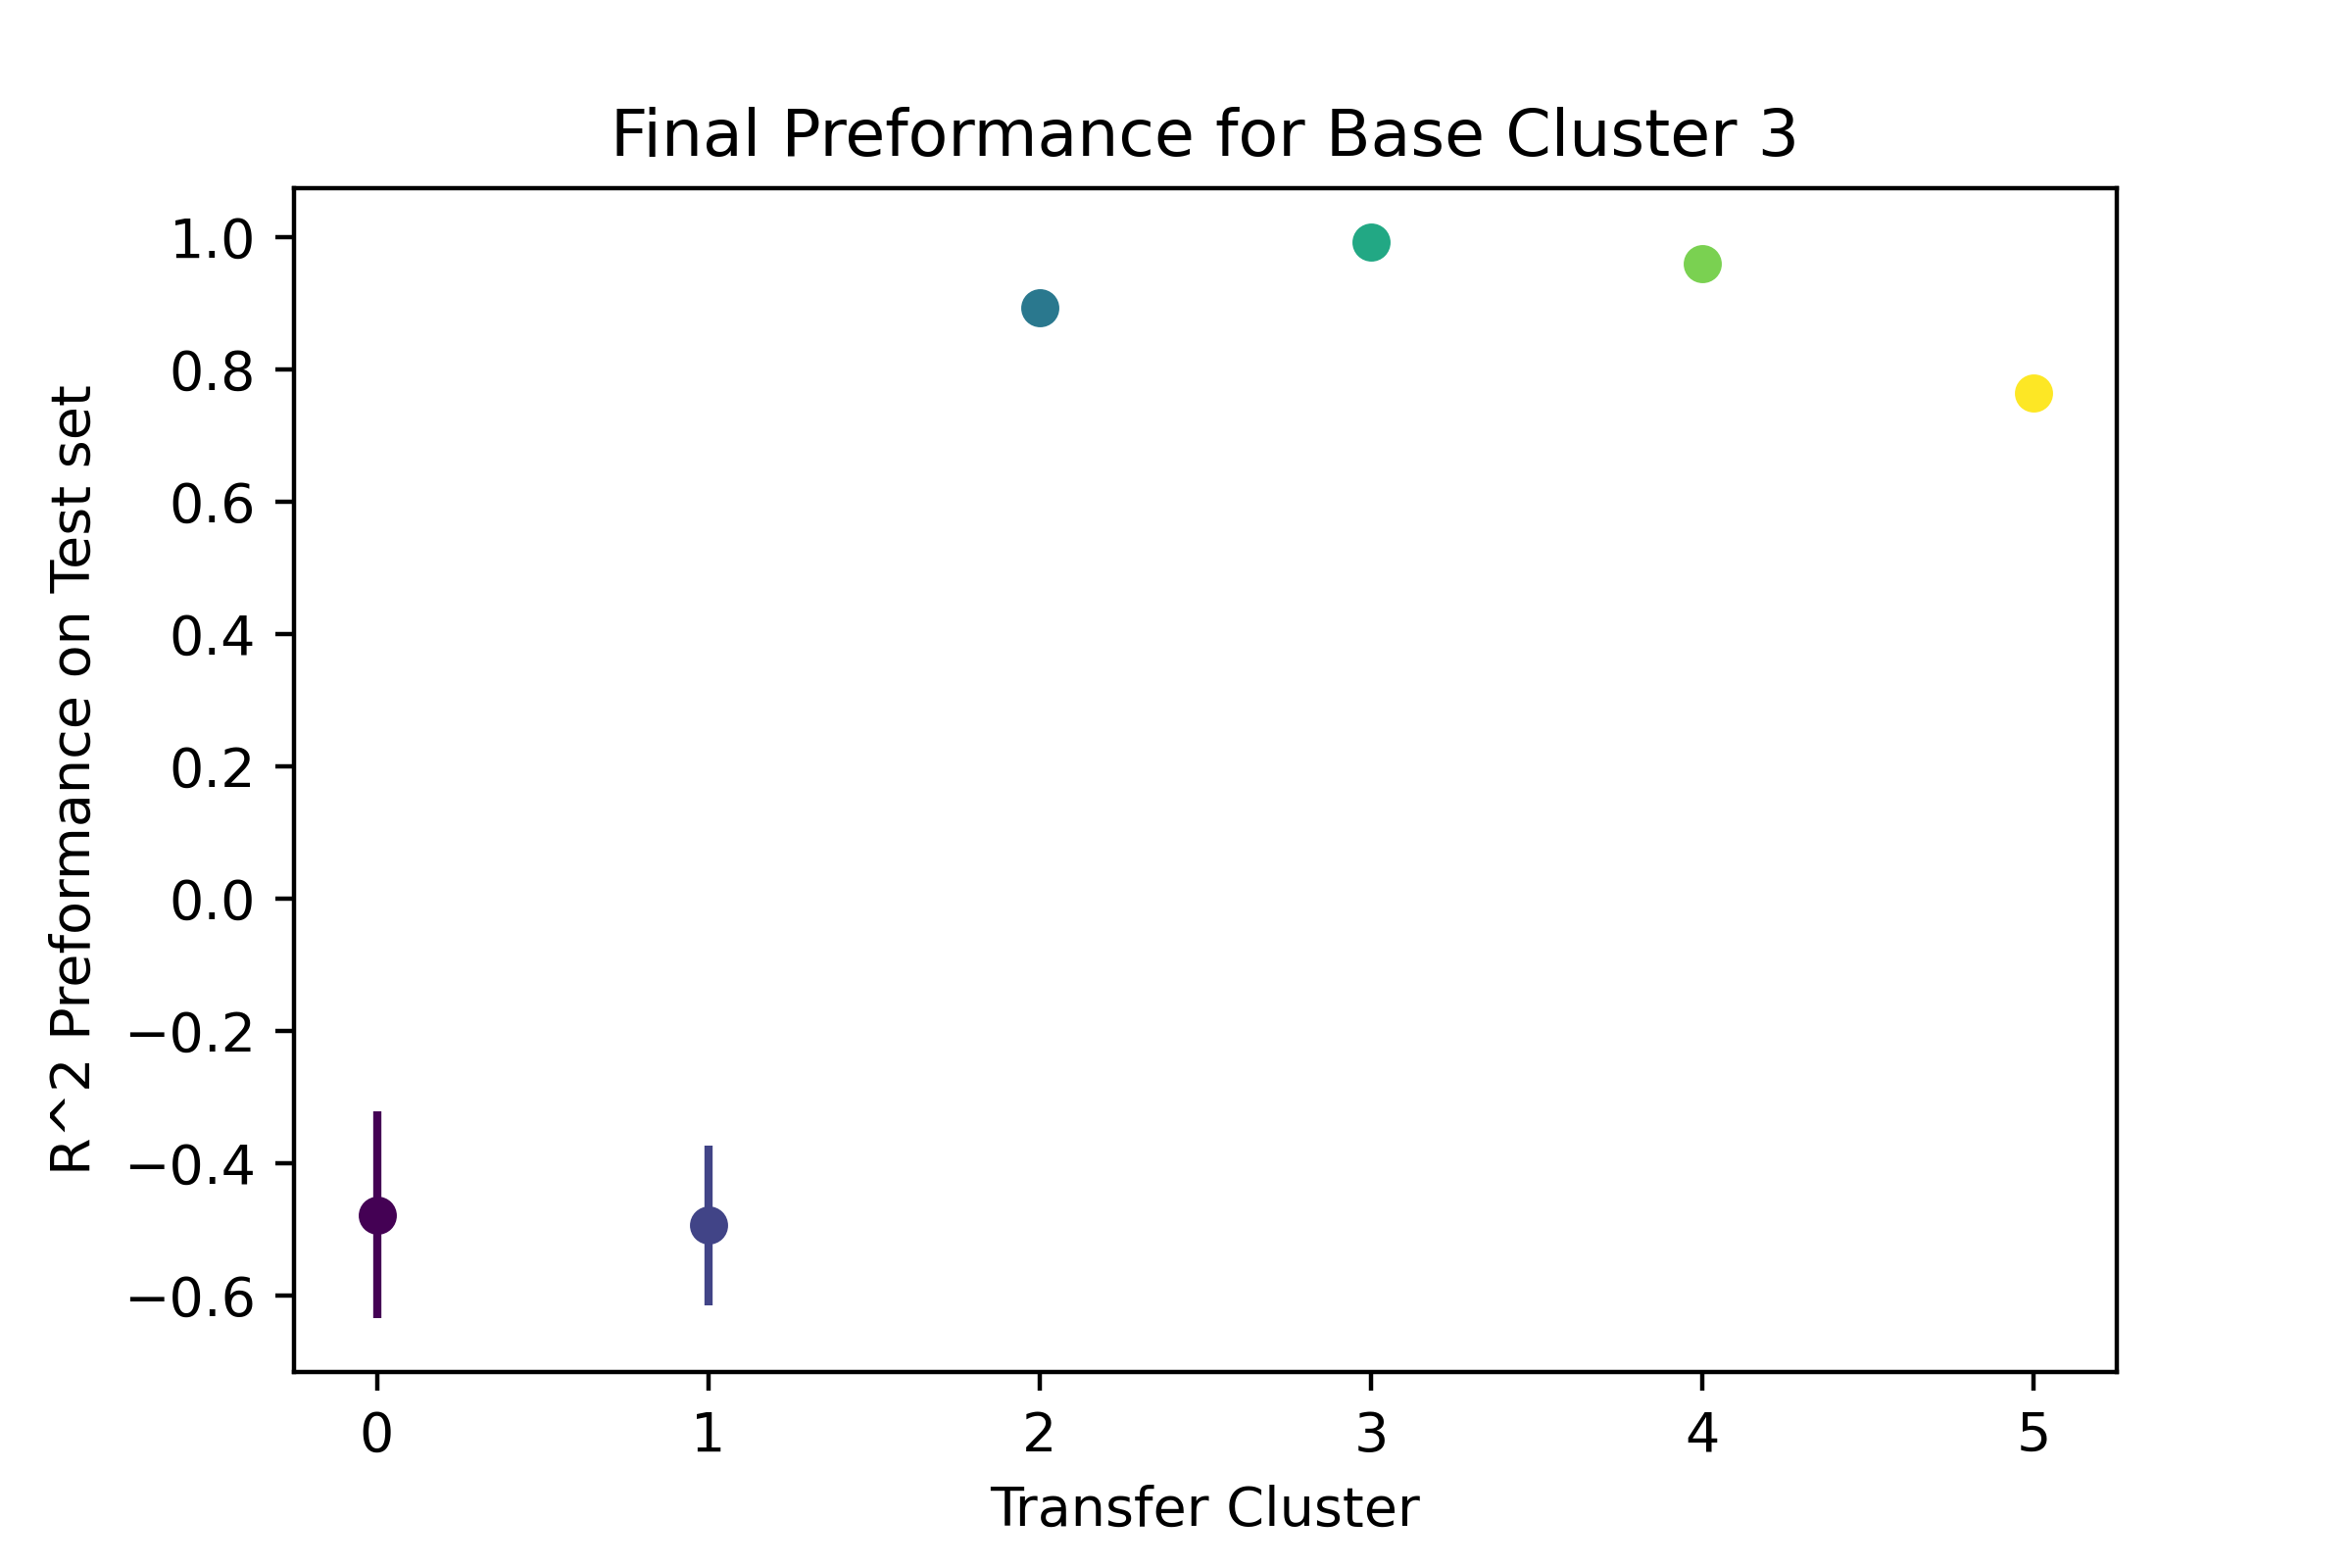 Final Preformance for Base Cluster 3
R^2 Preformance on Test set
1.0
0.8
0.6
0.4
0.2
0.0
−0.2
−0.4
−0.6
0 1 2 3 4 5
Transfer Cluster